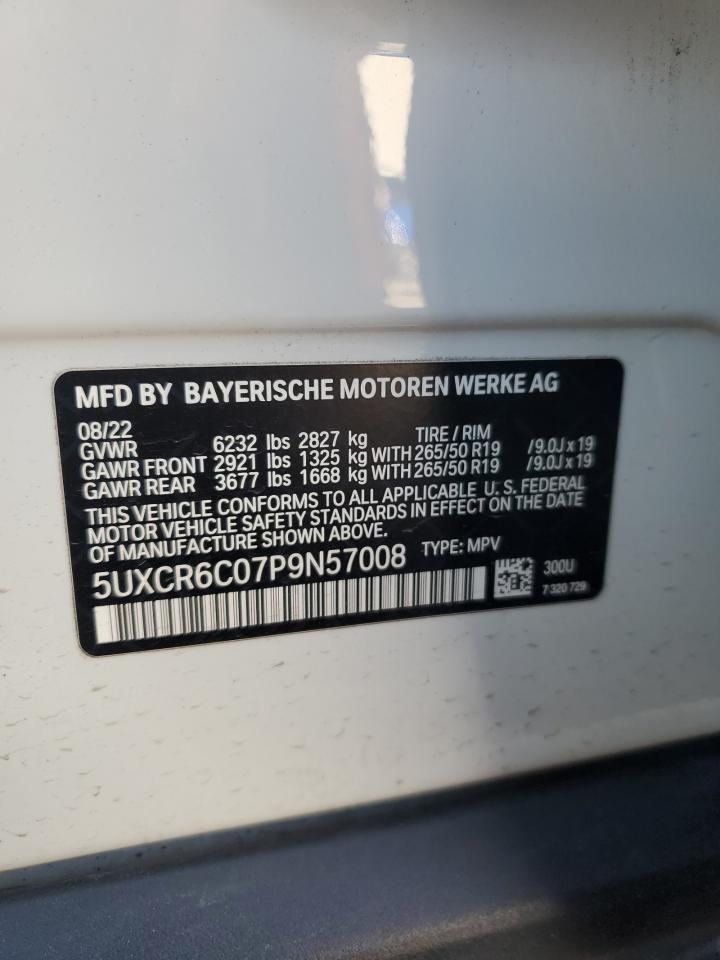 MFD BY BAYERISCHE MOTOREN WERKE AG
08/22 TIRE / RIM
GVWR 6232 lbs 2827 kg
GAWR FRONT 2921 lbs 1325 kg WITH 265/50 R19 /9.0J x 19
GAWR REAR 3677 lbs 1668 kg WITH 265/50 R19 /9.0J x 19
THIS VEHICLE CONFORMS TO ALL APPLICABLE U. S. FEDERAL
MOTOR VEHICLE SAFETY STANDARDS IN EFFECT ON THE DATE
OF MANUFACTURE SHOWN ABOVE.
5UXCR6C07P9N57008 TYPE: MPV
300U
7 320 729